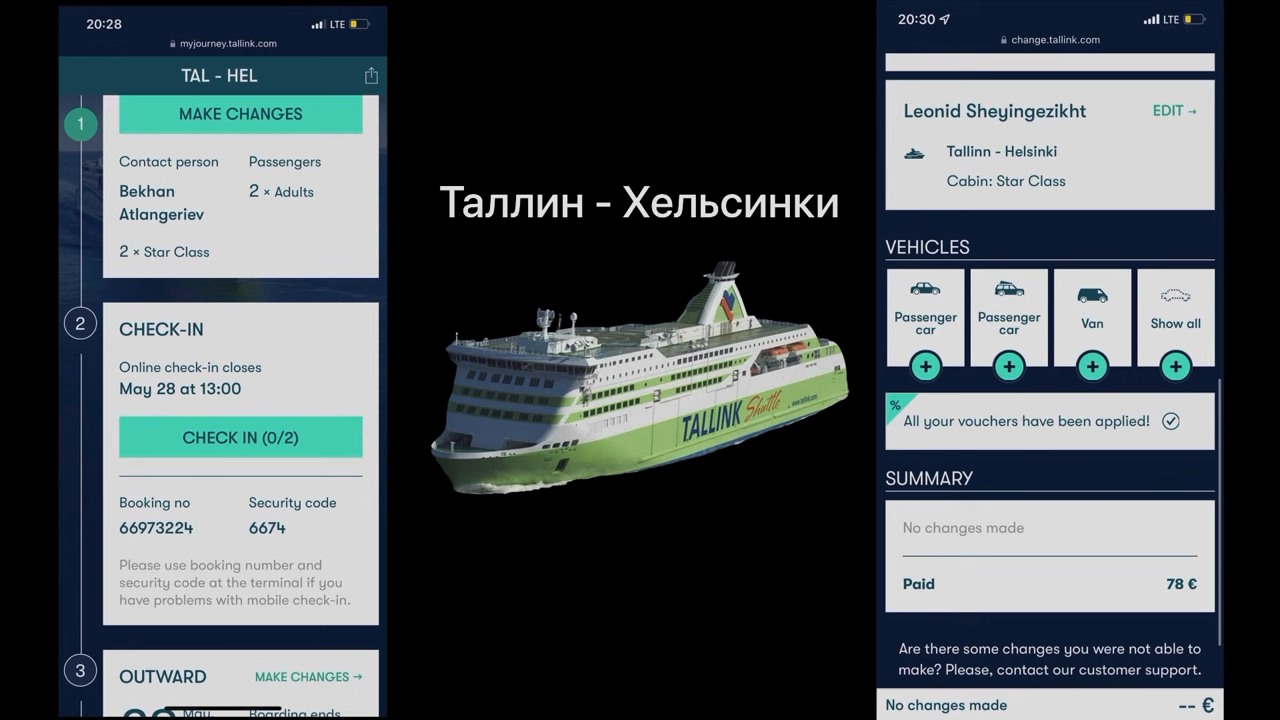 20:28
LTE
myjourney.tallink.com
TAL - HEL
1
MAKE CHANGES
Contact person
Passengers
Bekhan
Atlangeriev
2 × Adults
2 × Star Class
2
CHECK-IN
Online check-in closes
May 28 at 13:00
CHECK IN (0/2)
Booking no
Security code
66973224
6674
Please use booking number and
security code at the terminal if you
have problems with mobile check-in.
3
OUTWARD
MAKE CHANGES →
May,
Boarding ends
Таллин - Хельсинки
TALLINK Shuttle
www.tallink.com
20:30
LTE
change.tallink.com
Leonid Sheyingezikht
EDIT →
Tallinn - Helsinki
Cabin: Star Class
VEHICLES
Passenger
car
Passenger
car
Van
Show all
%
All your vouchers have been applied!
SUMMARY
No changes made
Paid
78 €
Are there some changes you were not able to
make? Please, contact our customer support.
No changes made
-- €